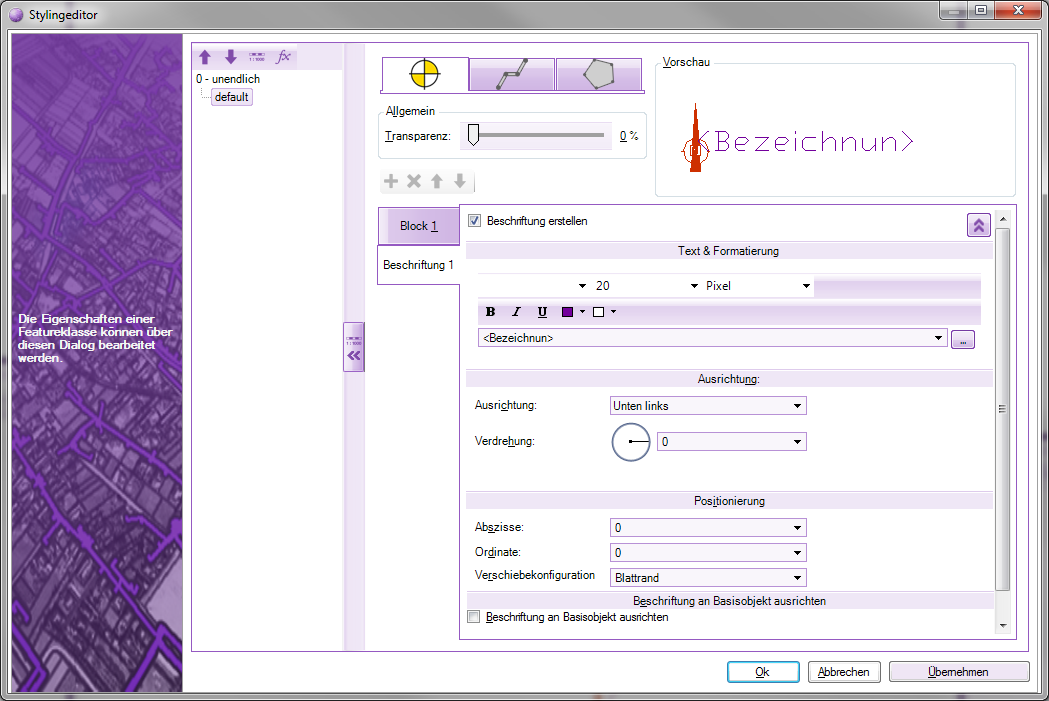 Stylingeditor
Die Eigenschaften einer
Featureklasse können über
diesen Dialog bearbeitet
werden.
1 : 1000
fx
0 - unendlich
default
1 : 1000
Allgemein
Transparenz:
0 %
Vorschau
<Bezeichnun>
Block 1
Beschriftung 1
Beschriftung erstellen
Text & Formatierung
20
Pixel
B I U
<Bezeichnun>
...
Ausrichtung:
Ausrichtung:
Unten links
Verdrehung:
0
Positionierung
Abszisse:
0
Ordinate:
0
Verschiebekonfiguration
Blattrand
Beschriftung an Basisobjekt ausrichten
Beschriftung an Basisobjekt ausrichten
Ok
Abbrechen
Übernehmen